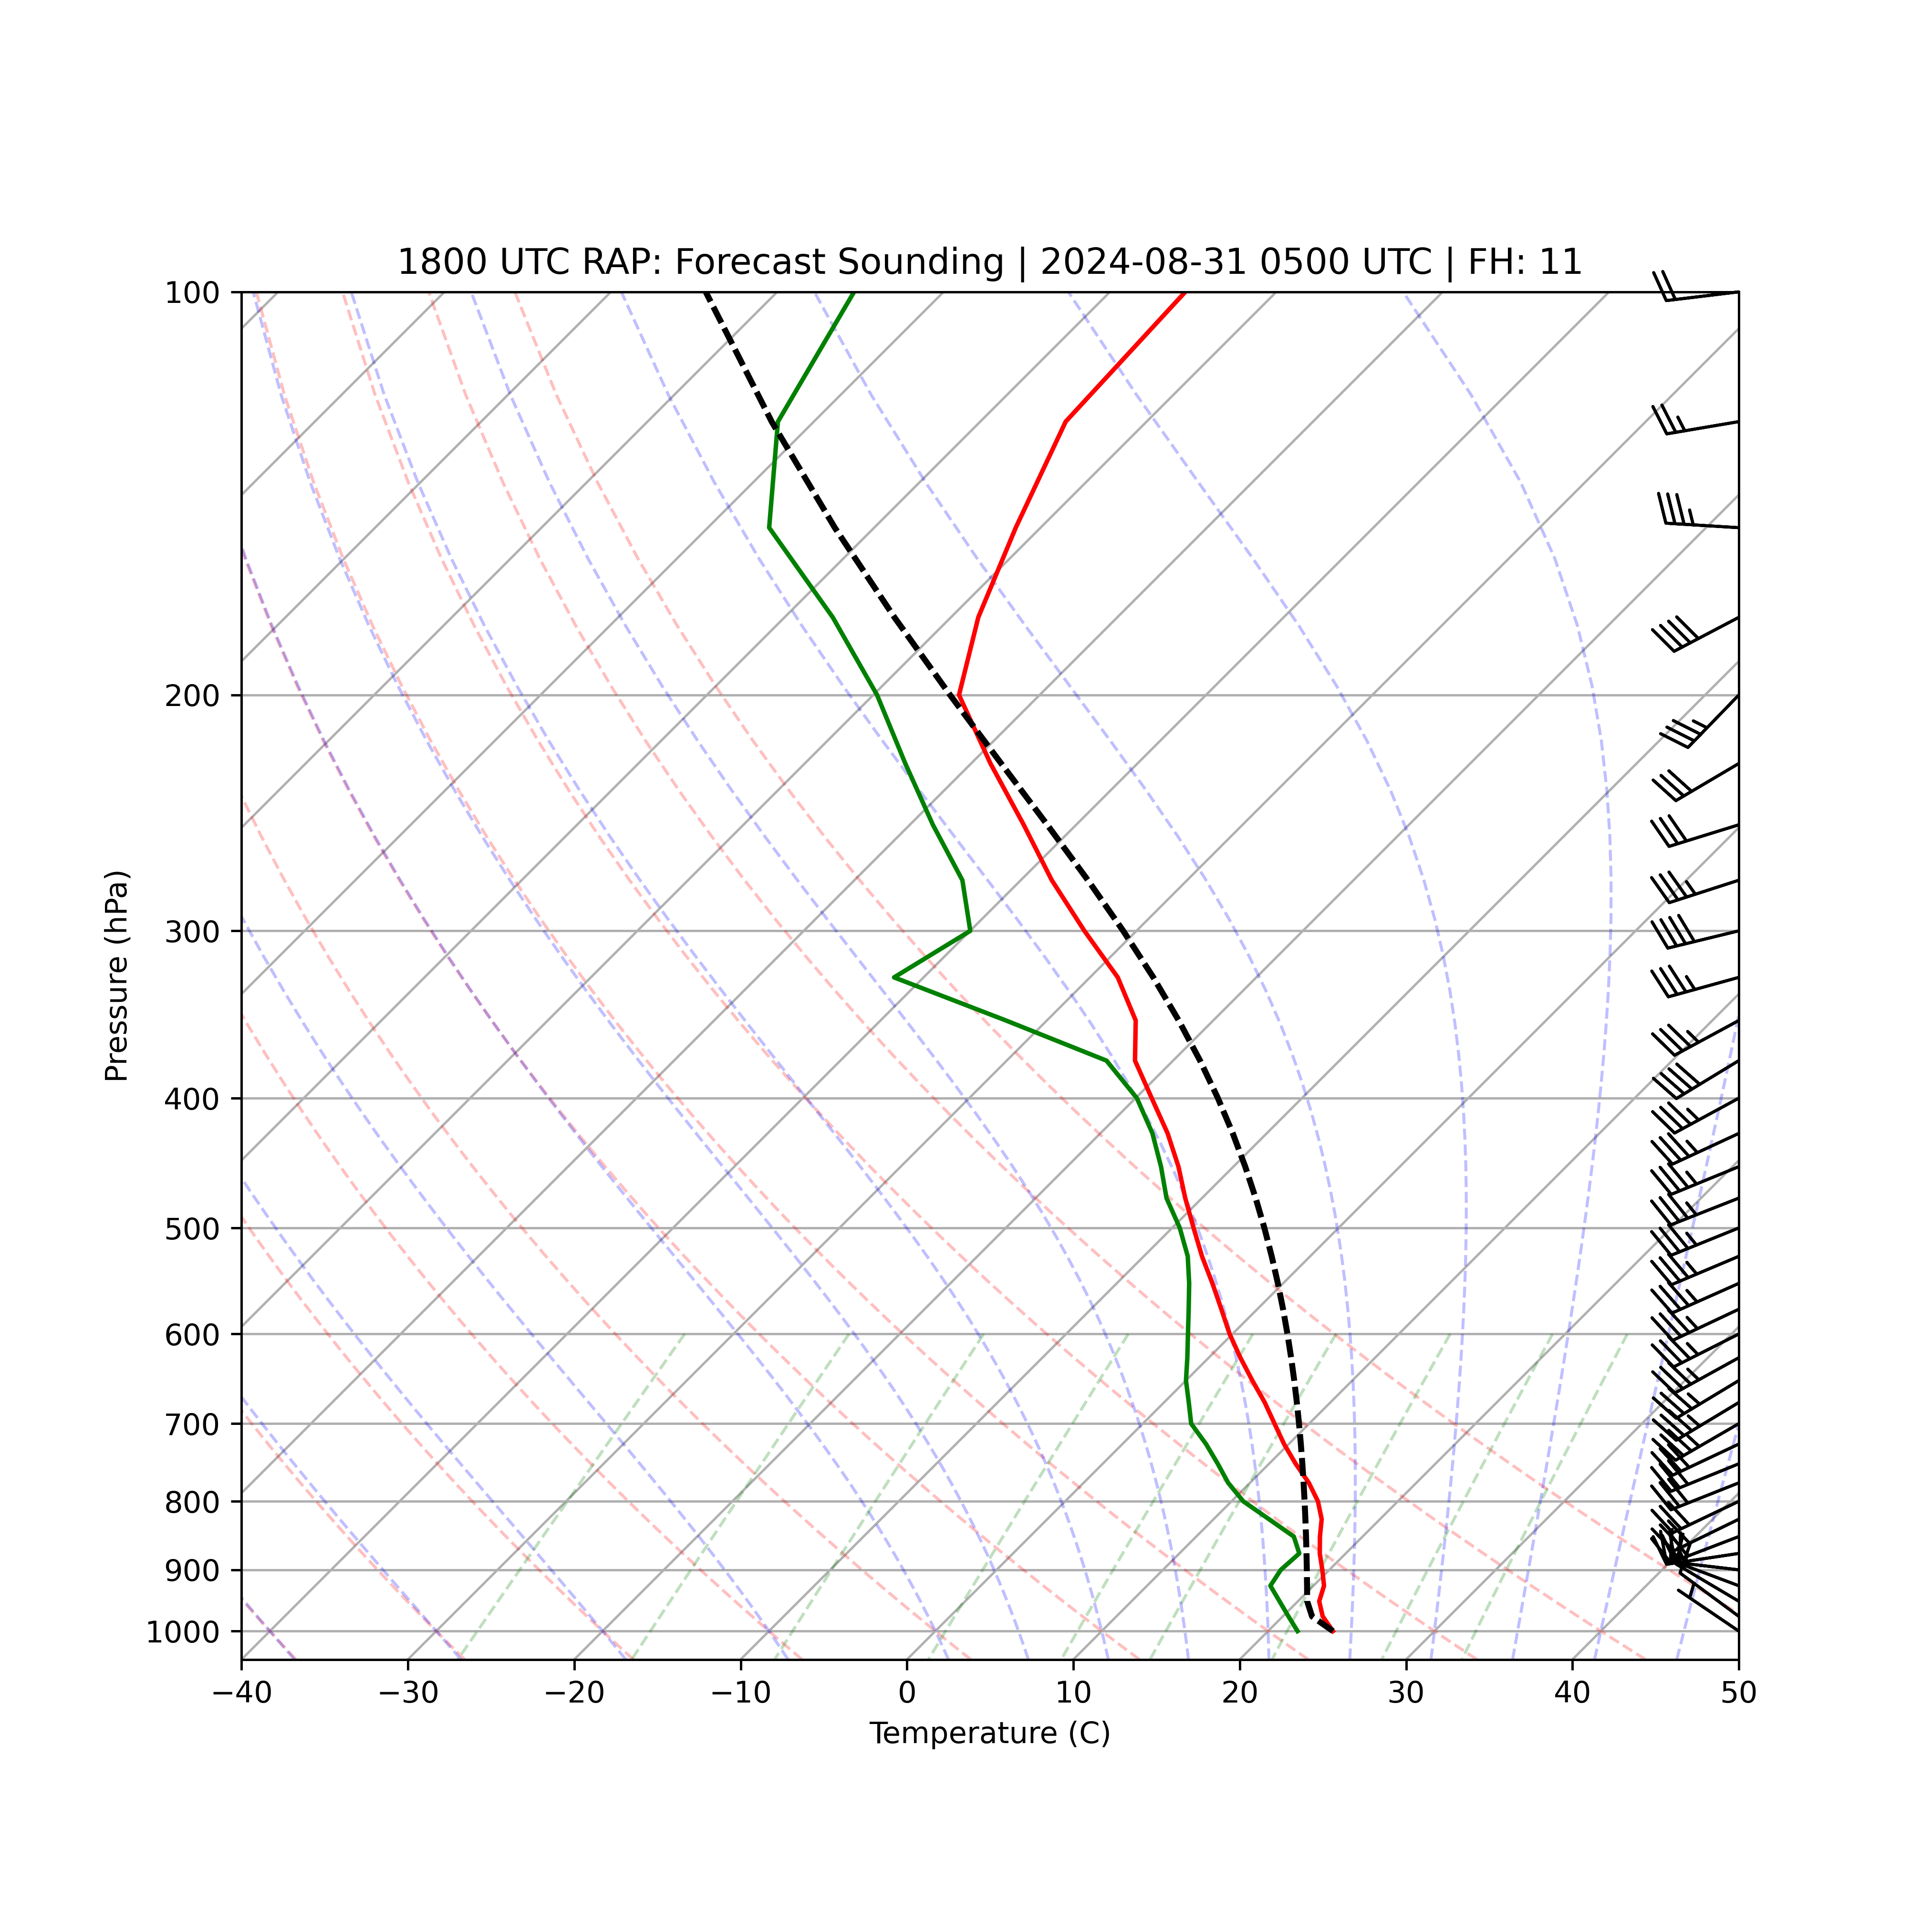 1800 UTC RAP: Forecast Sounding | 2024-08-31 0500 UTC | FH: 11
100
200
300
400
500
600
700
800
900
1000
Pressure (hPa)
−40 −30 −20 −10 0 10 20 30 40 50
Temperature (C)